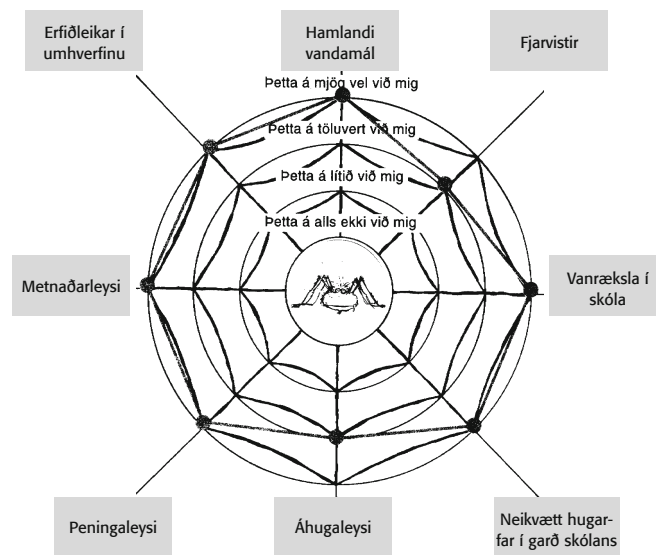 Erfiðleikar í
umhverfinu
Hamlandi
vandamál
Fjarvistir
Þetta á mjög vel við mig
Þetta á töluvert við mig
Þetta á lítið við mig
Þetta á alls ekki við mig
Metnaðarleysi
Vanræksla í
skóla
Peningaleysi
Áhugaleysi
Neikvætt hugar-
far í garð skólans